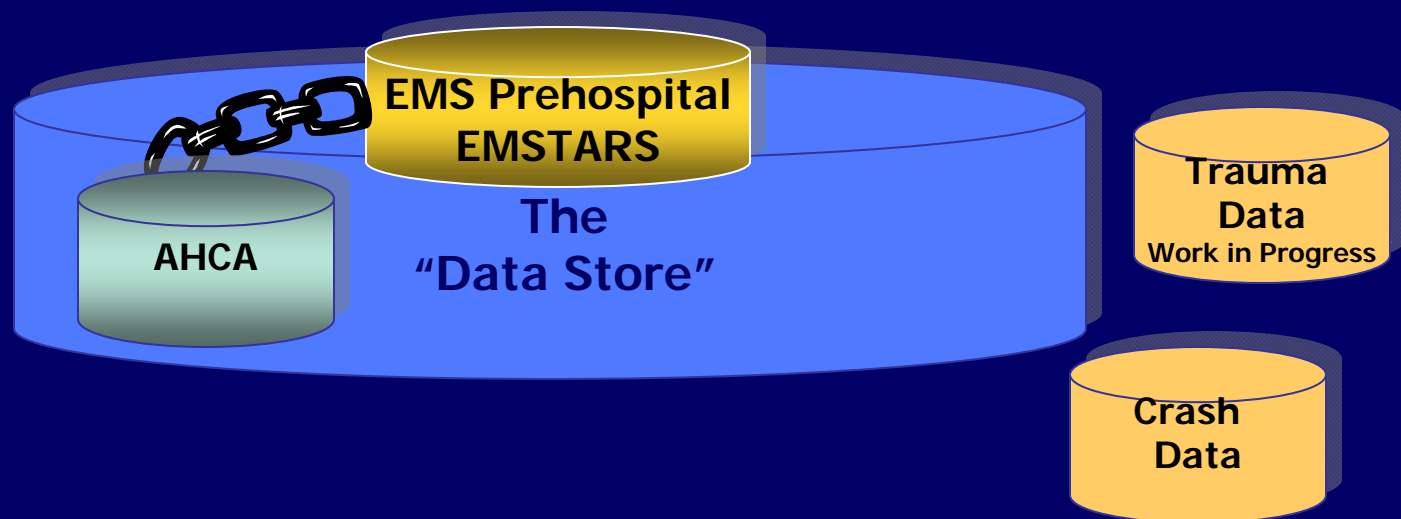 EMS Prehospital
EMSTARS
AHCA
The
“Data Store”
Trauma
Data
Work in Progress
Crash
Data